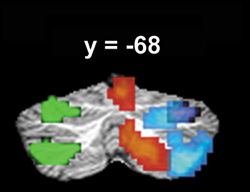 y = -68